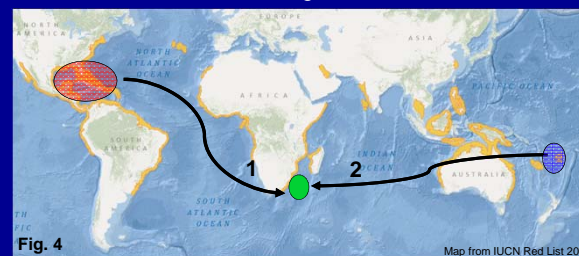 EUROPE
NORTH
AMERICA
ASIA
NORTH
ATLANTIC
OCEAN
PACIFIC
OCEAN
AFRICA
SOUTH
AMERICA
1
2
INDIAN
OCEAN
AUSTRALIA
SOUTH
ATLANTIC
OCEAN
Fig. 4
Map from IUCN Red List 20